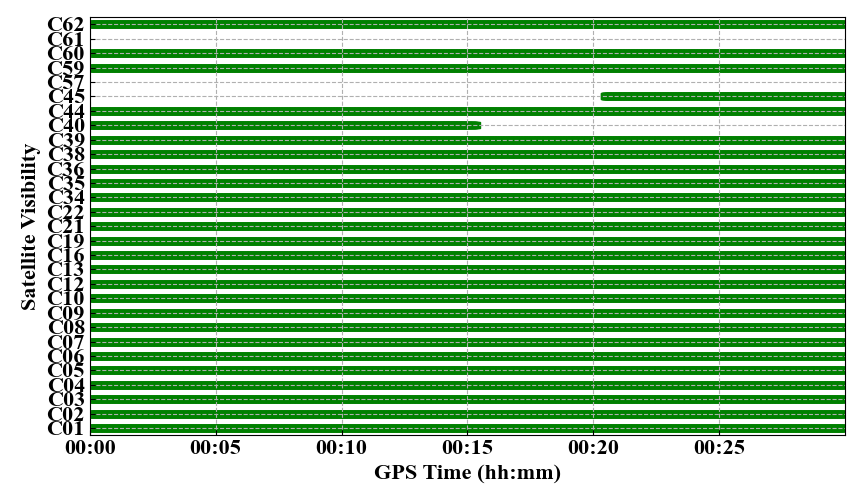 C62
C61
C60
C59
C57
C45
C44
C40
C39
C38
C36
C35
C34
C22
C21
C19
C16
C13
C12
C10
C09
C08
C07
C06
C05
C04
C03
C02
C01
Satellite Visibility
00:00 00:05 00:10 00:15 00:20 00:25
GPS Time (hh:mm)